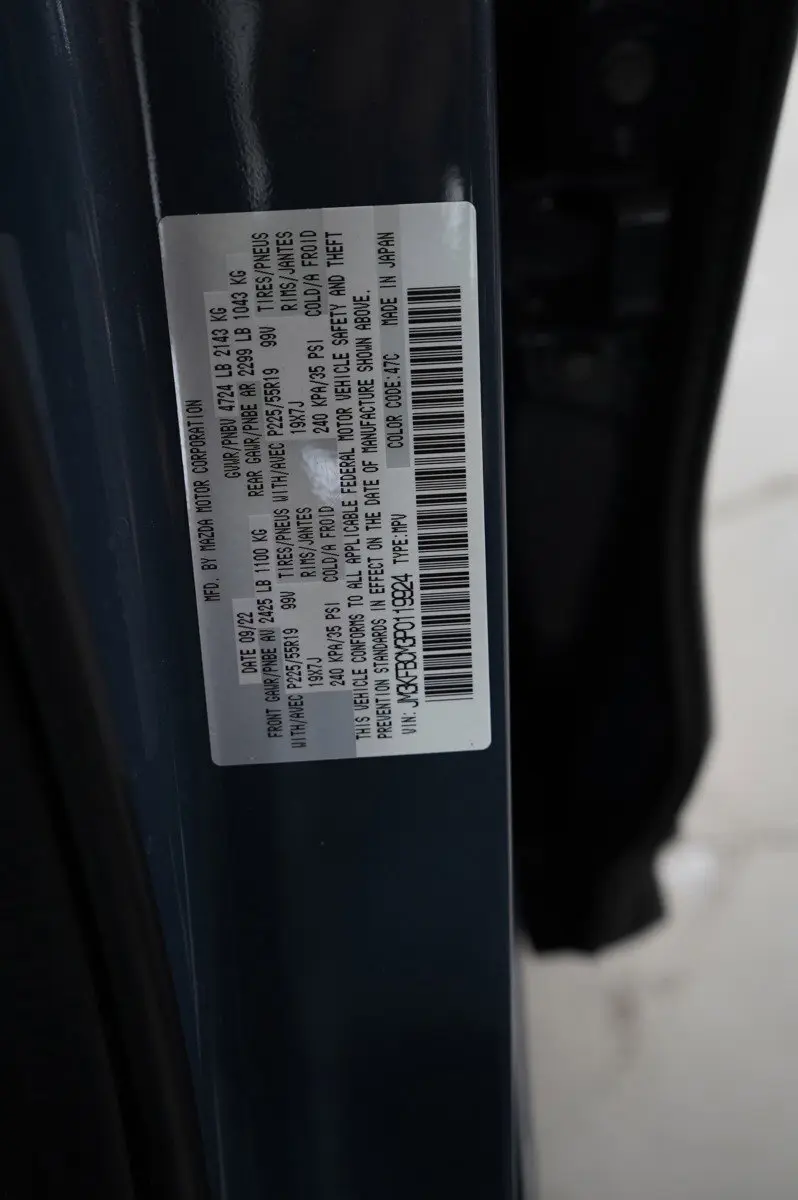 MFD. BY MAZDA MOTOR CORPORATION
DATE 09/22 GVWR/PNBV 4724 LB 2143 KG
FRONT GAWR/PNBE AV 2425 LB 1100 KG REAR GAWR/PNBE AR 2299 LB 1043 KG
WITH/AVEC P225/55R19 99V TIRES/PNEUS WITH/AVEC P225/55R19 99V TIRES/PNEUS
19X7J RIMS/JANTES 19X7J RIMS/JANTES
240 KPA/35 PSI COLD/A FROID 240 KPA/35 PSI COLD/A FROID
THIS VEHICLE CONFORMS TO ALL APPLICABLE FEDERAL MOTOR VEHICLE SAFETY AND THEFT
PREVENTION STANDARDS IN EFFECT ON THE DATE OF MANUFACTURE SHOWN ABOVE.
VIN: JM3KFBCM3P0119924 TYPE:MPV COLOR CODE:47C MADE IN JAPAN